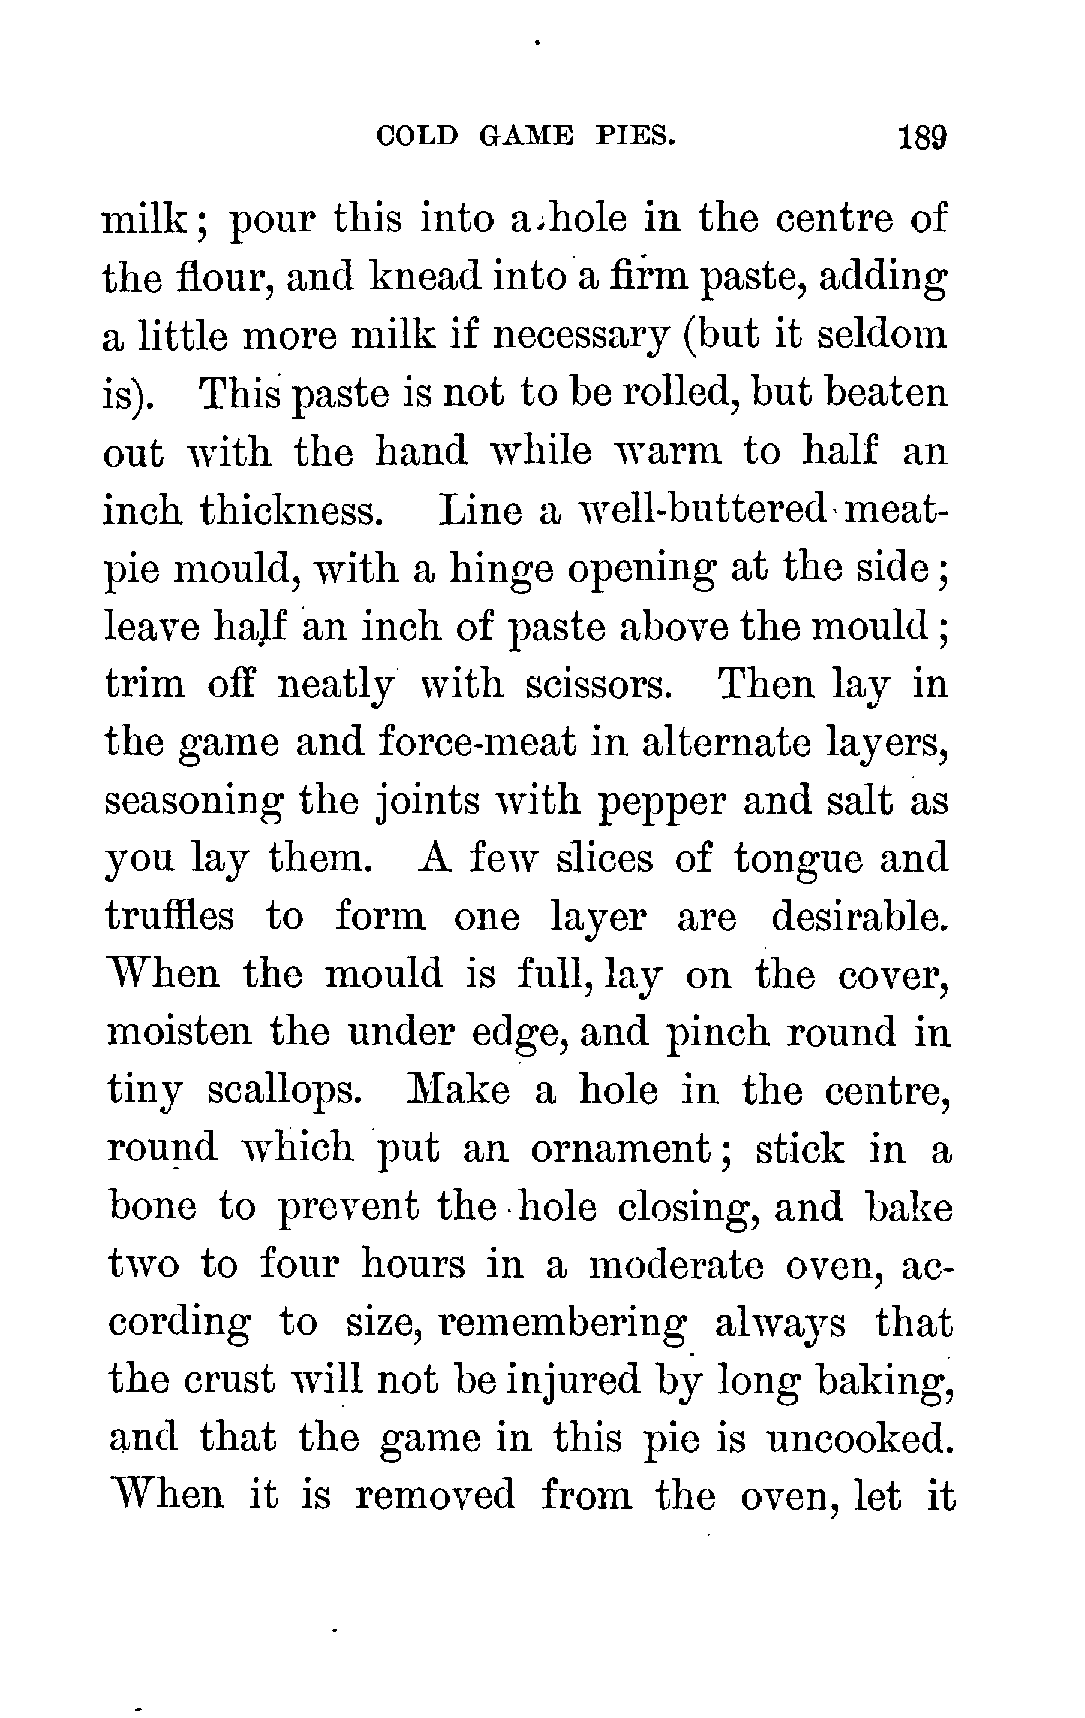 COLD GAME PIES. 189
milk; pour this into a hole in the centre of
the flour, and knead into a firm paste, adding
a little more milk if necessary (but it seldom
is). This paste is not to be rolled, but beaten
out with the hand while warm to half an
inch thickness. Line a well-buttered meat-
pie mould, with a hinge opening at the side;
leave half an inch of paste above the mould;
trim off neatly with scissors. Then lay in
the game and force-meat in alternate layers,
seasoning the joints with pepper and salt as
you lay them. A few slices of tongue and
truffles to form one layer are desirable.
When the mould is full, lay on the cover,
moisten the under edge, and pinch round in
tiny scallops. Make a hole in the centre,
round which put an ornament; stick in a
bone to prevent the hole closing, and bake
two to four hours in a moderate oven, ac-
cording to size, remembering always that
the crust will not be injured by long baking,
and that the game in this pie is uncooked.
When it is removed from the oven, let it